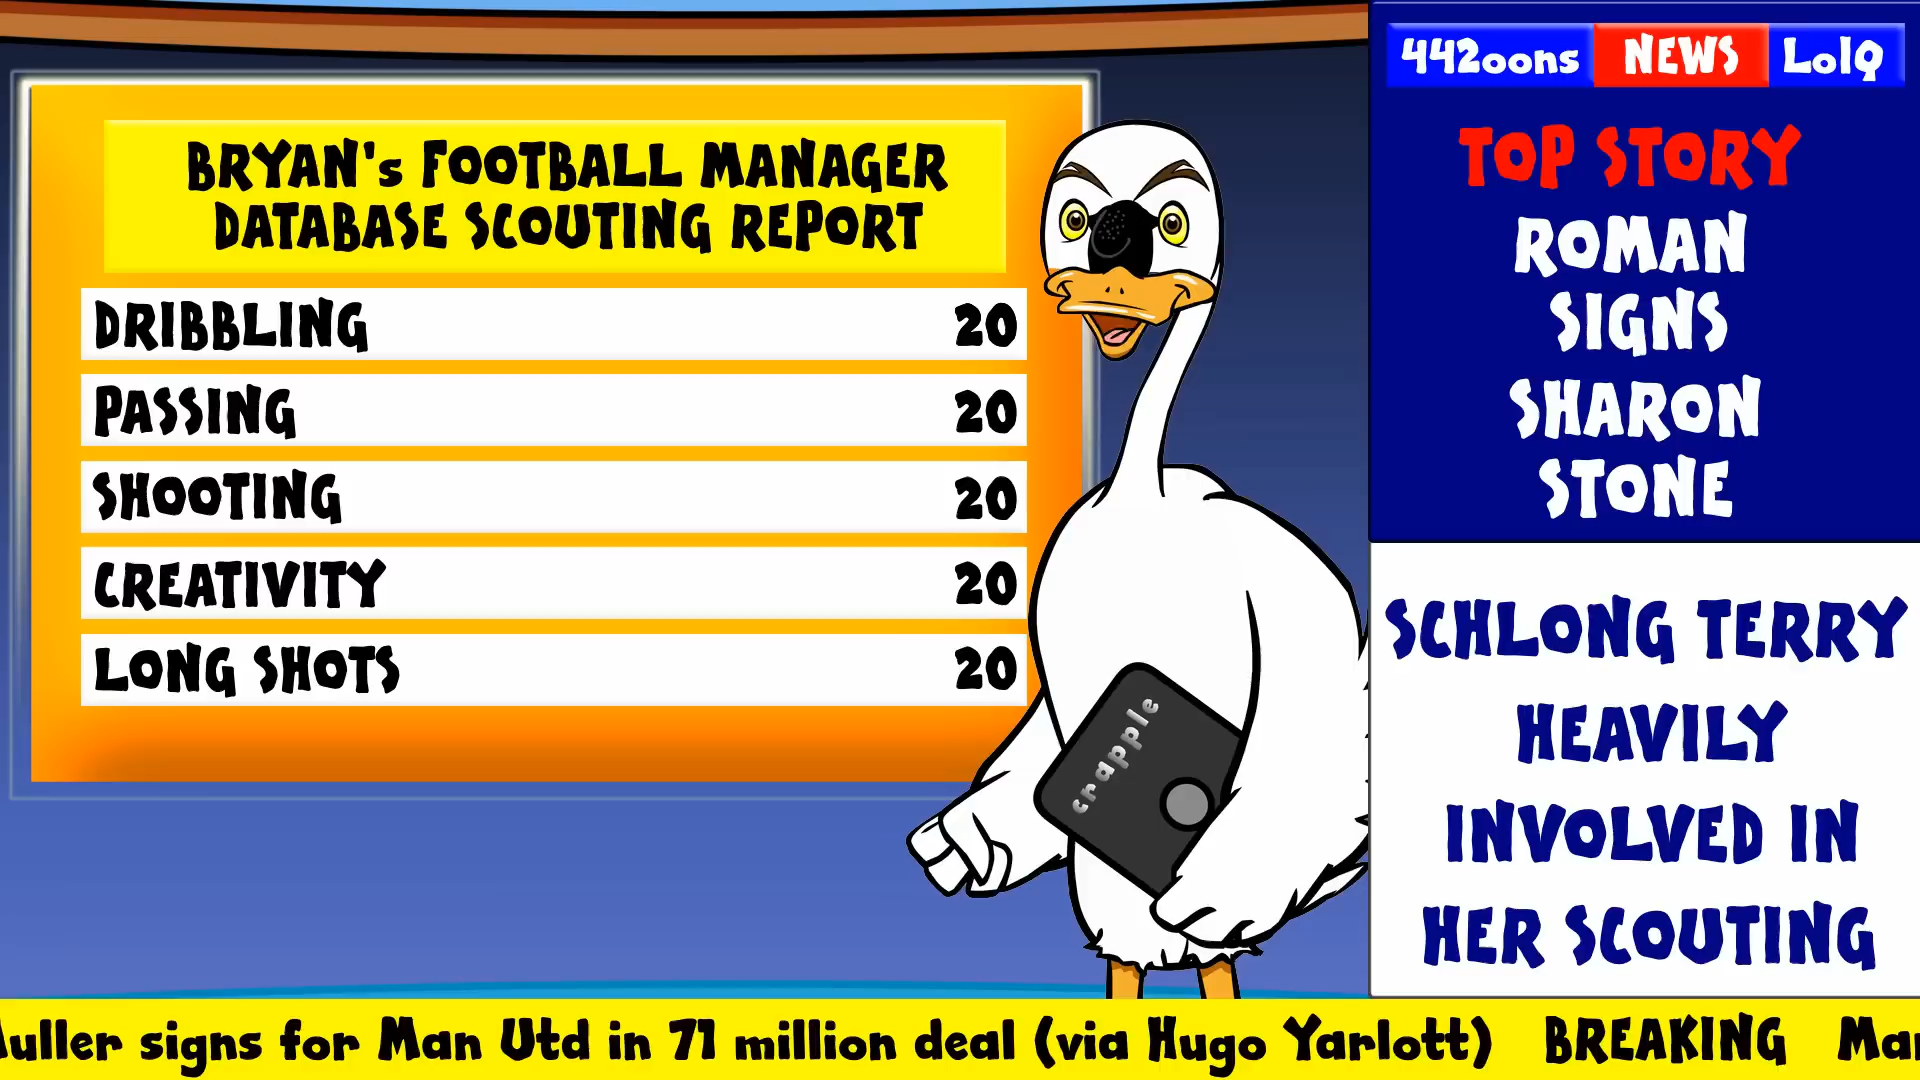 BRYAN's FOOTBALL MANAGER
DATABASE SCOUTING REPORT
DRIBBLING 20
PASSING 20
SHOOTING 20
CREATIVITY 20
LONG SHOTS 20
crapple
442oons NEWS LolQ
TOP STORY
ROMAN
SIGNS
SHARON
STONE
SCHLONG TERRY
HEAVILY
INVOLVED IN
HER SCOUTING
signs for Man Utd in 71 million deal (via Hugo Yarlott) BREAKING